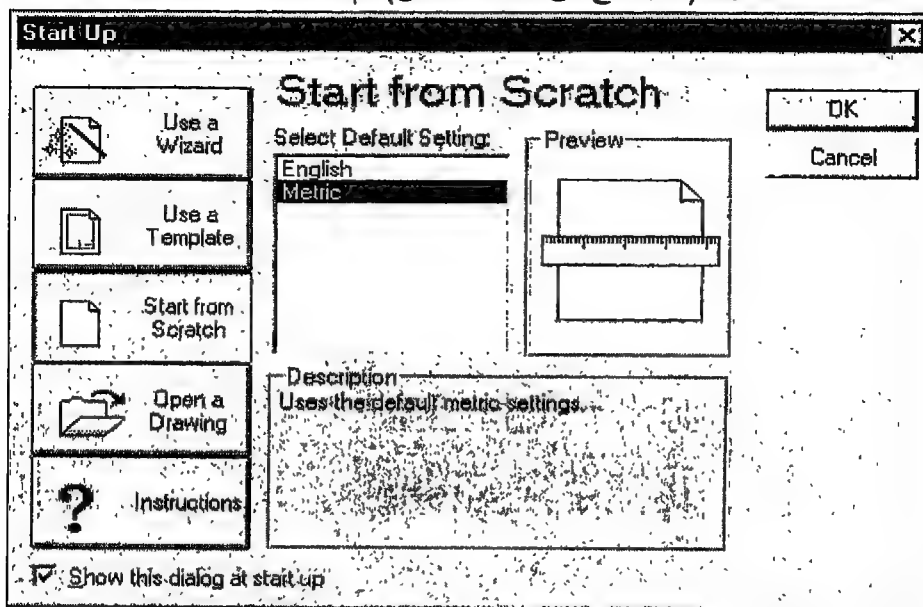 Start Up
Use a
Wizard
Use a
Template
Start from
Scratch
Open a
Drawing
Instructions
Start from Scratch
Select Default Setting:
English
Metric
Preview
Description
Uses the default metric settings.
OK
Cancel
Show this dialog at start up